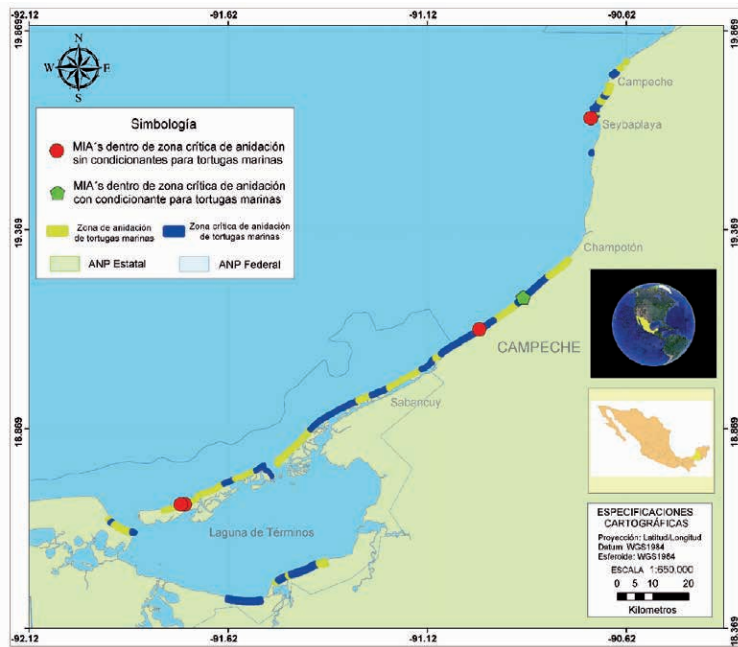 -92.12
-91.62
-91.12
-90.62
19.869
19.869
N
W E
S
Simbología
MIA´s dentro de zona crítica de anidación
sin condicionantes para tortugas marinas
MIA´s dentro de zona crítica de anidación
con condicionante para tortugas marinas
Zona de anidación
de tortugas marinas
Zona crítica de anidación
de tortugas marinas
ANP Estatal
ANP Federal
Campeche
Seybaplaya
19.369
19.369
Champotón
CAMPECHE
Sabancuy
18.869
18.869
Laguna de Términos
ESPECIFICACIONES
CARTOGRÁFICAS
Proyección: Latitud/Longitud
Datum: WGS1984
Esferoide: WGS1984
ESCALA 1:650,000
0 5 10 20
Kilometros
18.369
-92.12
-91.62
-91.12
-90.62